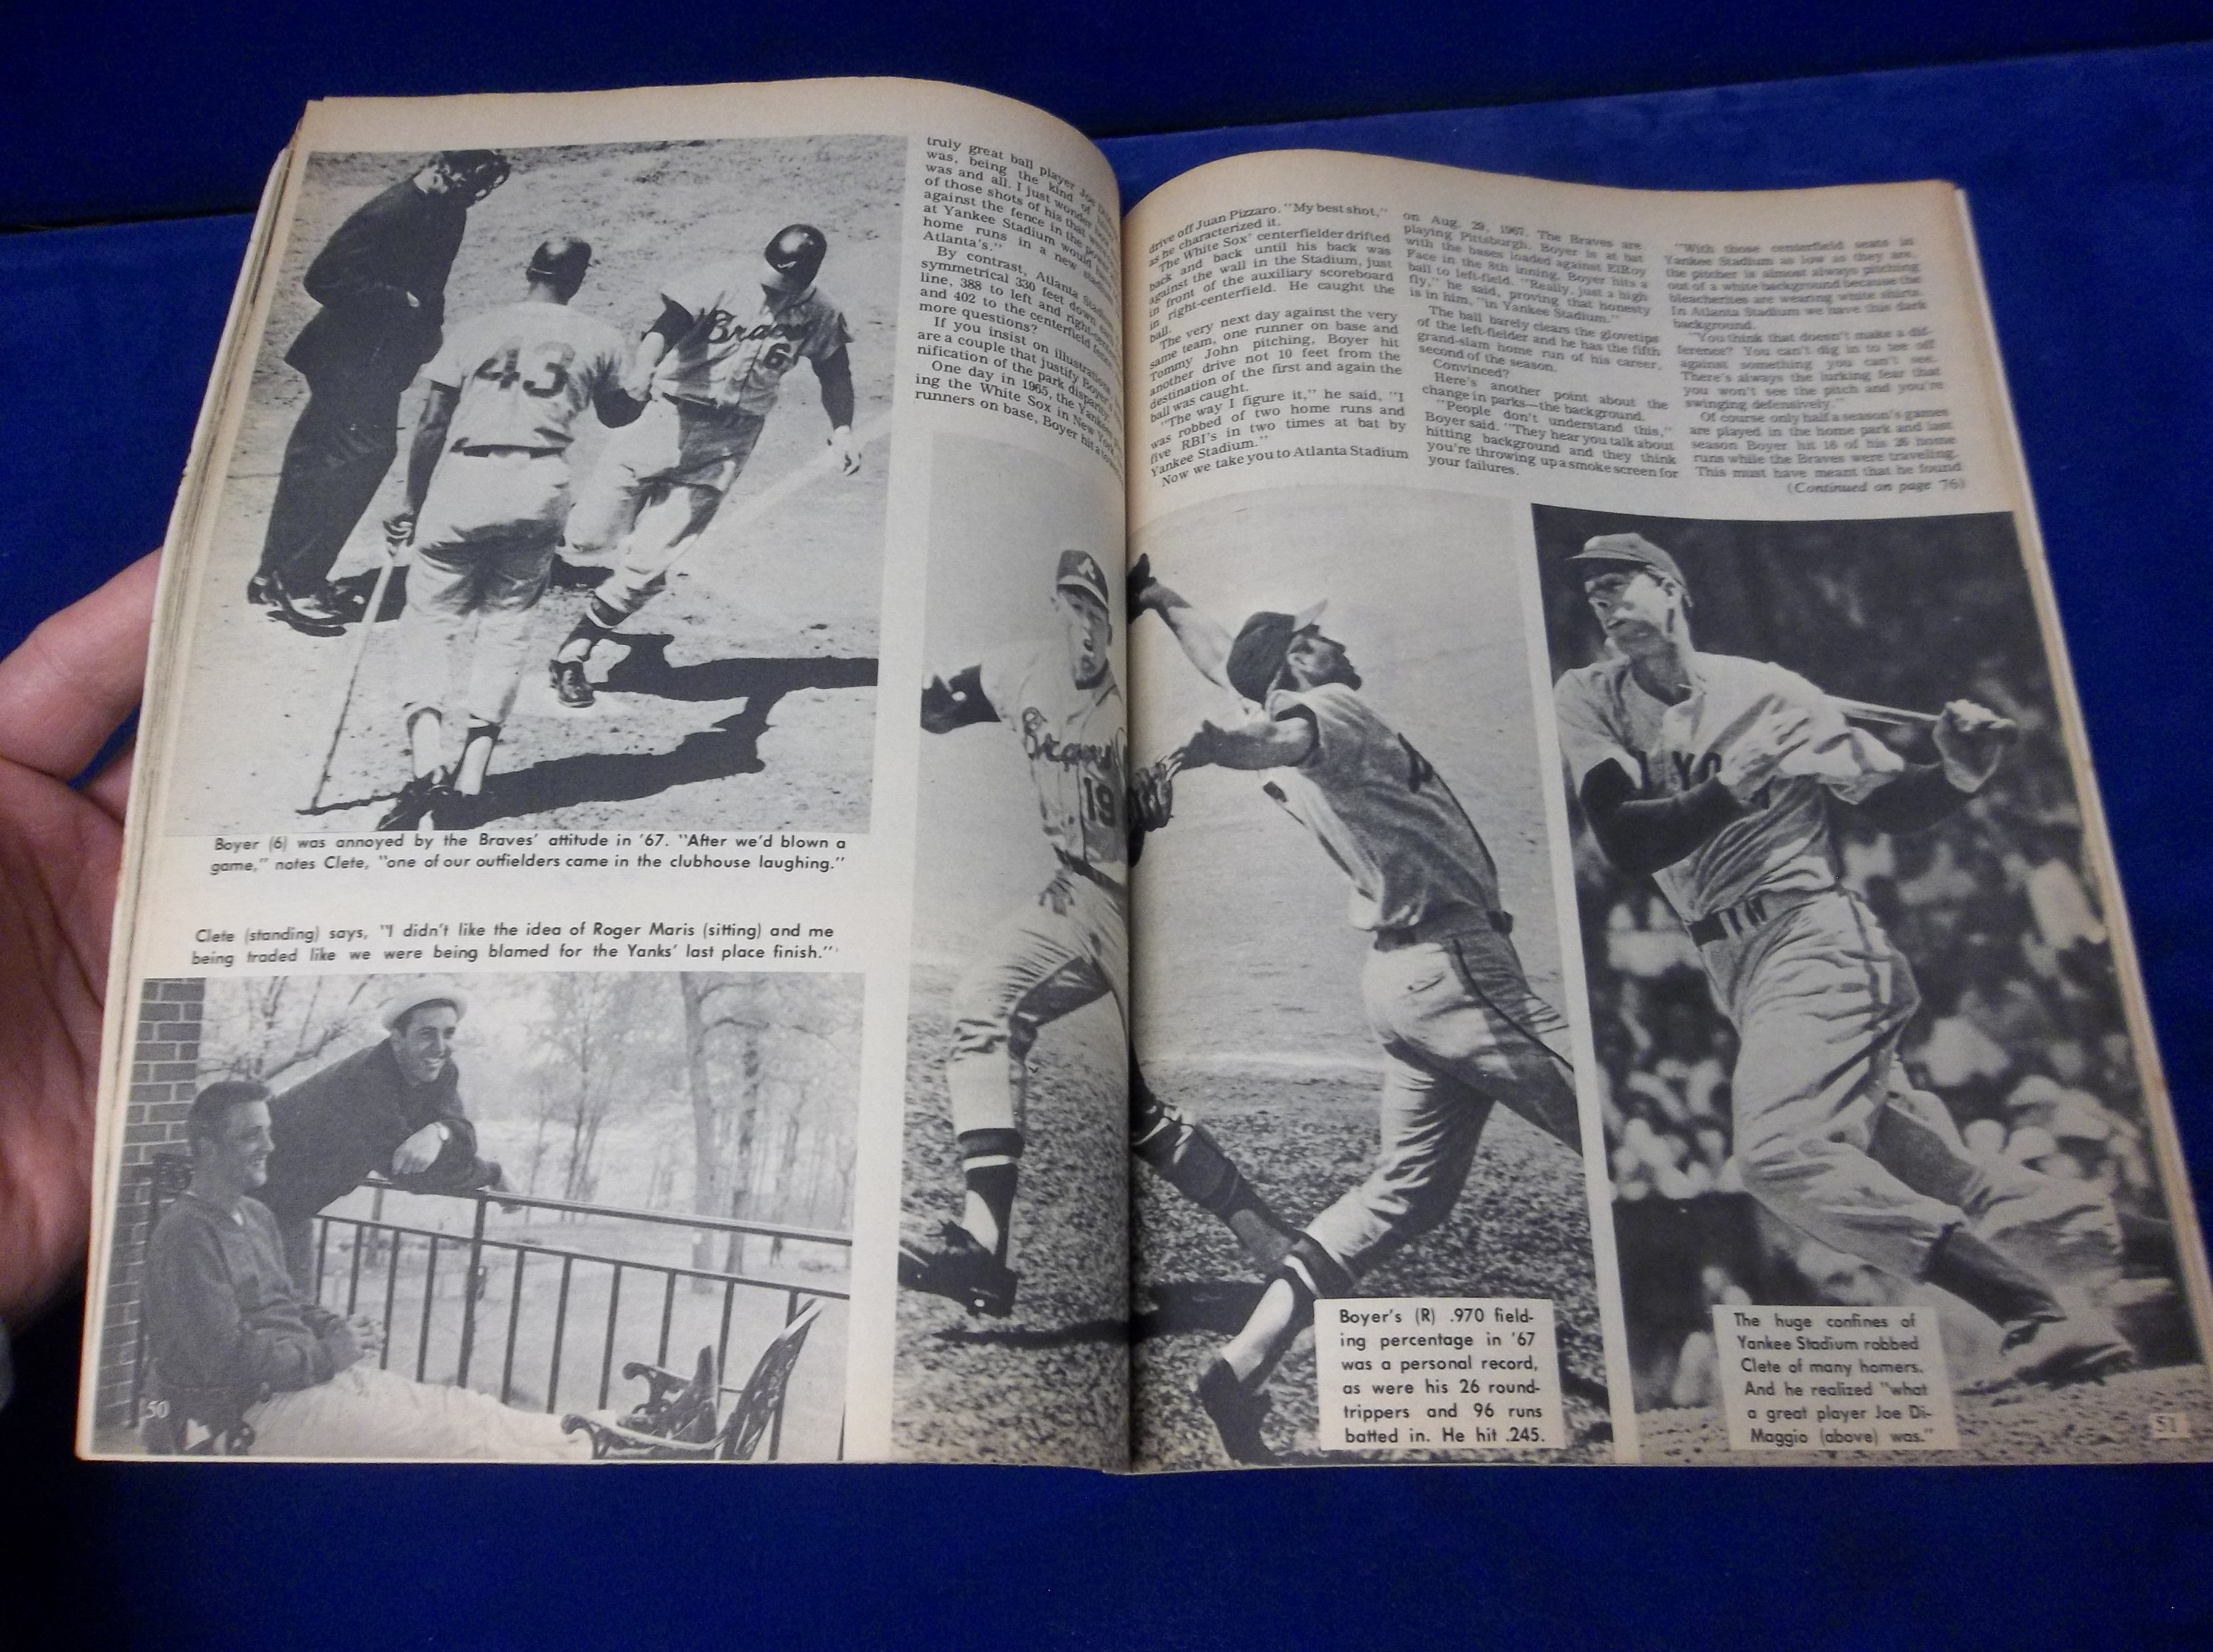 43
Braves
6
Boyer (6) was annoyed by the Braves' attitude in '67. "After we'd blown a
game," notes Clete, "one of our outfielders came in the clubhouse laughing."
Clete (standing) says, "I didn't like the idea of Roger Maris (sitting) and me
being traded like we were being blamed for the Yanks' last place finish."
50
truly great ball player Joe
was, being the kind of
was and all. I just wonder how
of those shots of his that
against the fence in the power
at Yankee Stadium would
home runs in a new stadium
Atlanta's."
By contrast, Atlanta Stadium
symmetrical 330 feet down
line, 388 to left and right-center
and 402 to the centerfield fence.
more questions?
If you insist on illustrations
are a couple that justify Boyer's
nification of the park disparity.
One day in 1965, the Yankees
ing the White Sox in New York,
runners on base, Boyer hit a
Braves
19
drive off Juan Pizzaro. "My best shot,"
as he characterized it.
The White Sox' centerfielder drifted
back and back until his back was
against the wall in the Stadium, just
in front of the auxiliary scoreboard
in right-centerfield. He caught the
ball.
The very next day against the very
same team, one runner on base and
Tommy John pitching, Boyer hit
another drive not 10 feet from the
destination of the first and again the
ball was caught.
"The way I figure it," he said, "I
was robbed of two home runs and
five RBI's in two times at bat by
Yankee Stadium."
Now we take you to Atlanta Stadium
on Aug. 29, 1967. The Braves are
playing Pittsburgh. Boyer is at bat
with the bases loaded against ElRoy
Face in the 8th inning. Boyer hits a
ball to left-field. "Really, just a high
fly," he said, proving that honesty
is in him, "in Yankee Stadium."
The ball barely clears the glovetips
of the left-fielder and he has the fifth
grand-slam home run of his career,
second of the season.
Convinced?
Here's another point about the
change in parks—the background.
"People don't understand this,"
Boyer said. "They hear you talk about
hitting background and they think
you're throwing up a smoke screen for
your failures.
"With those centerfield seats in
Yankee Stadium as low as they are,
the pitcher is almost always pitching
out of a white background because the
bleacherites are wearing white shirts.
In Atlanta Stadium we have this dark
background.
"You think that doesn't make a dif-
ference? You can't dig in to tee off
against something you can't see.
There's always the lurking fear that
you won't see the pitch and you're
swinging defensively."
Of course only half a season's games
are played in the home park and last
season Boyer hit 16 of his 26 home
runs while the Braves were traveling.
This must have meant that he found
(Continued on page 76)
Boyer's (R) .970 field-
ing percentage in '67
was a personal record,
as were his 26 round-
trippers and 96 runs
batted in. He hit .245.
The huge confines of
Yankee Stadium robbed
Clete of many homers.
And he realized "what
a great player Joe Di-
Maggio (above) was."
51